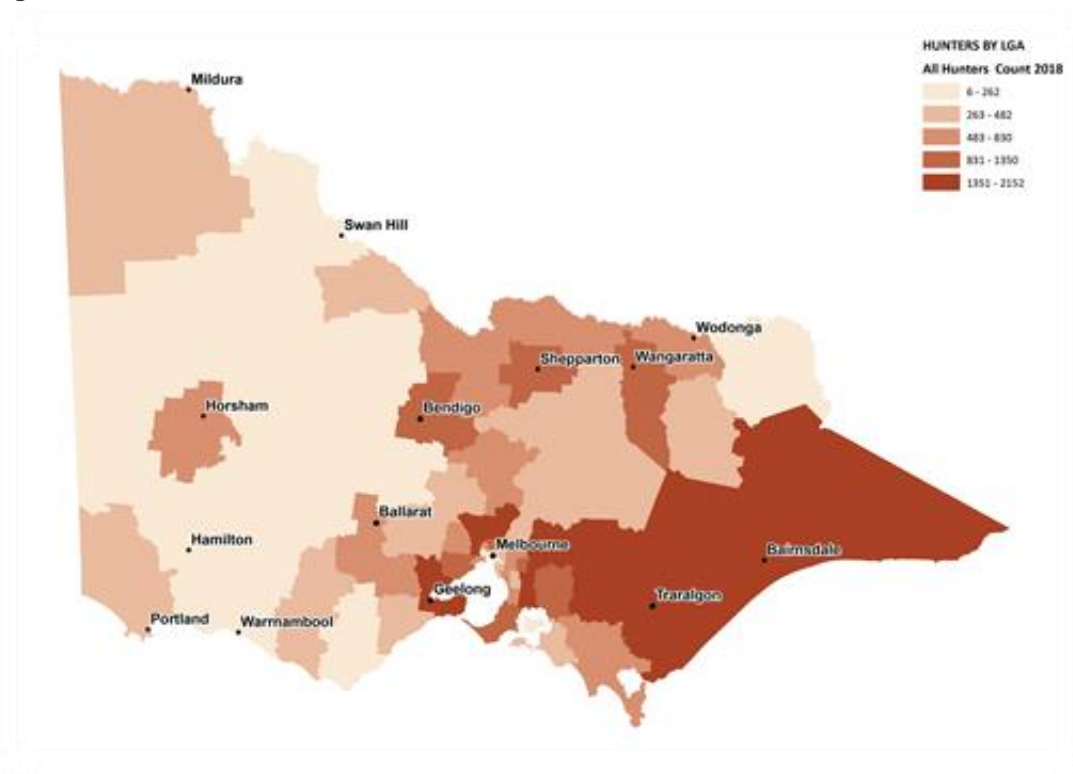 HUNTERS BY LGA
All Hunters Count 2018
6 - 262
263 - 482
483 - 830
831 - 1350
1351 - 2152
Mildura
Swan Hill
Wodonga
Shepparton
Wangaratta
Horsham
Bendigo
Ballarat
Hamilton
Melbourne
Bairnsdale
Geelong
Traralgon
Portland
Warrnambool